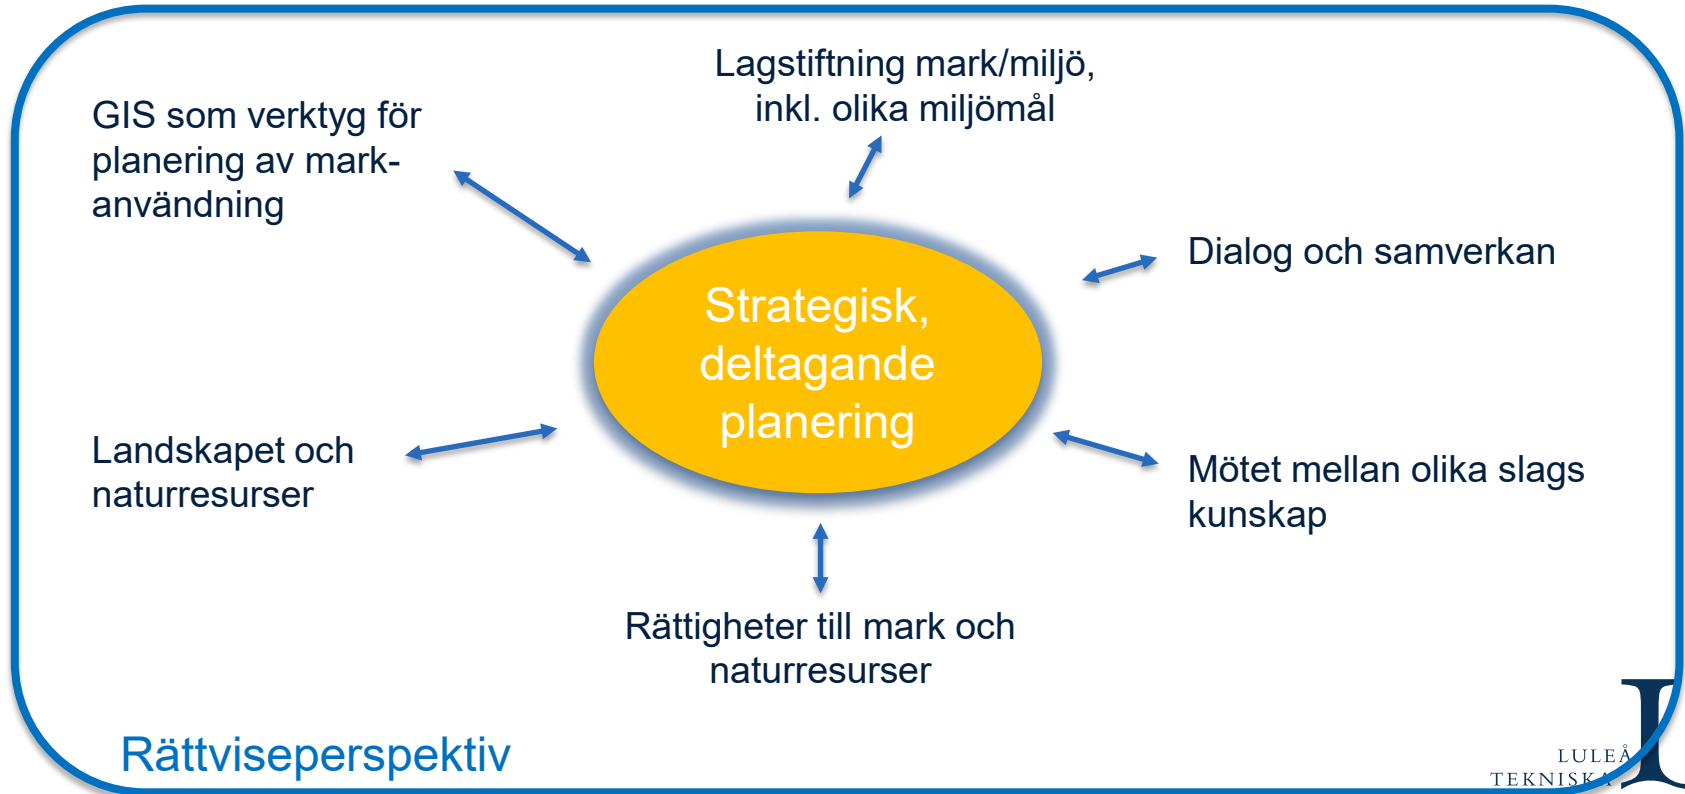 Lagstiftning mark/miljö,
inkl. olika miljömål
GIS som verktyg för
planering av mark-
användning
Dialog och samverkan
Strategisk,
deltagande
planering
Landskapet och
naturresurser
Mötet mellan olika slags
kunskap
Rättigheter till mark och
naturresurser
Rättviseperspektiv
LULEÅ
TEKNISKA